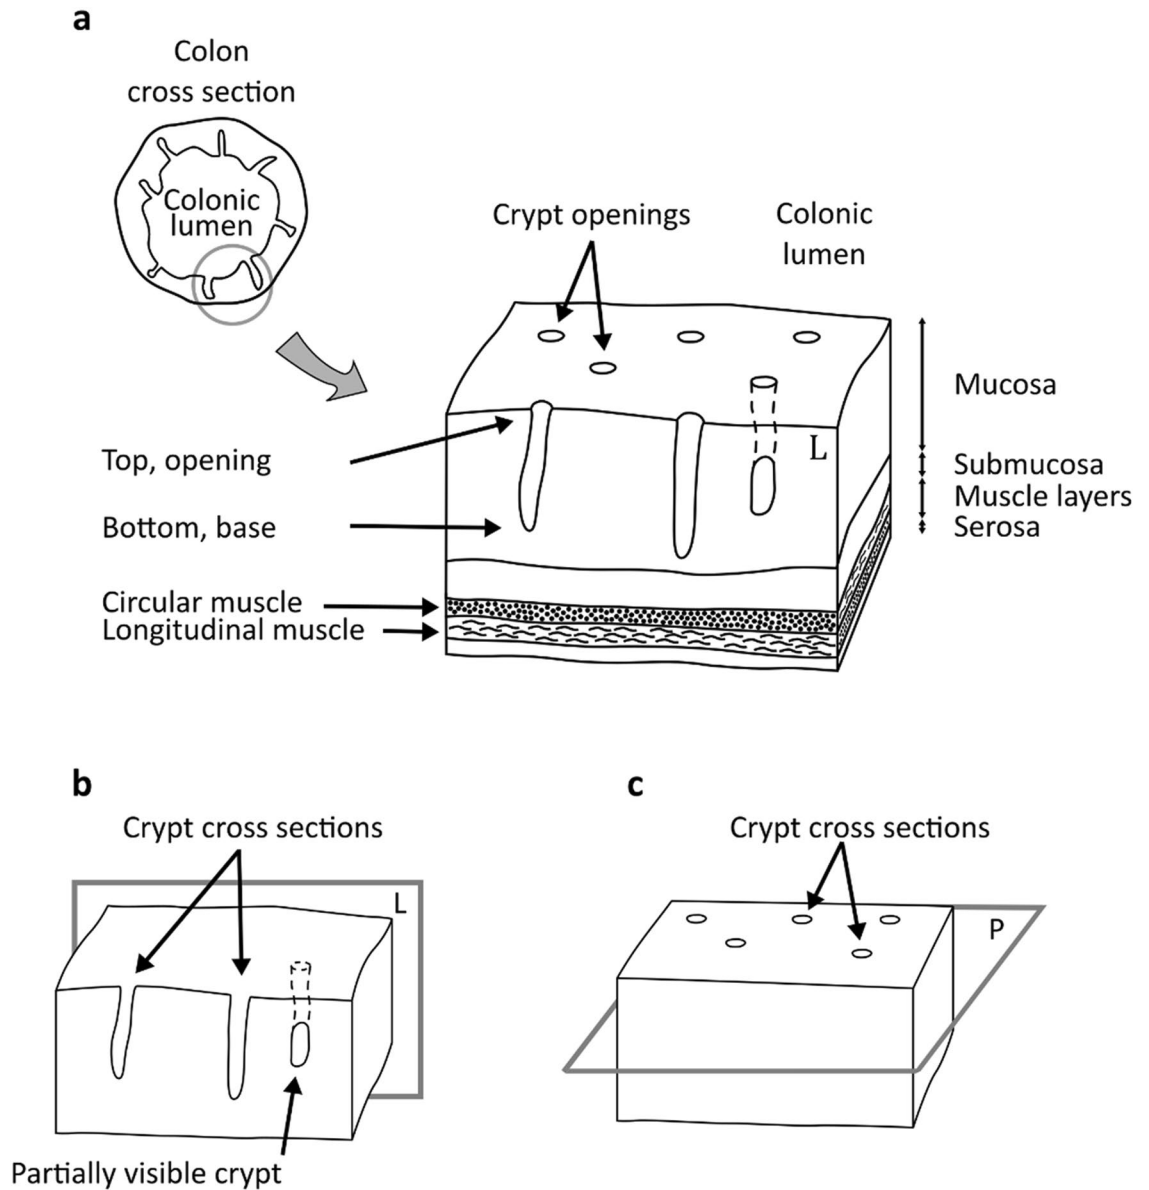 a
Colon
cross section
Colonic
lumen
Crypt openings
Colonic
lumen
Mucosa
L
Top, opening
Submucosa
Muscle layers
Bottom, base
Serosa
Circular muscle
Longitudinal muscle
b
Crypt cross sections
L
Partially visible crypt
c
Crypt cross sections
P